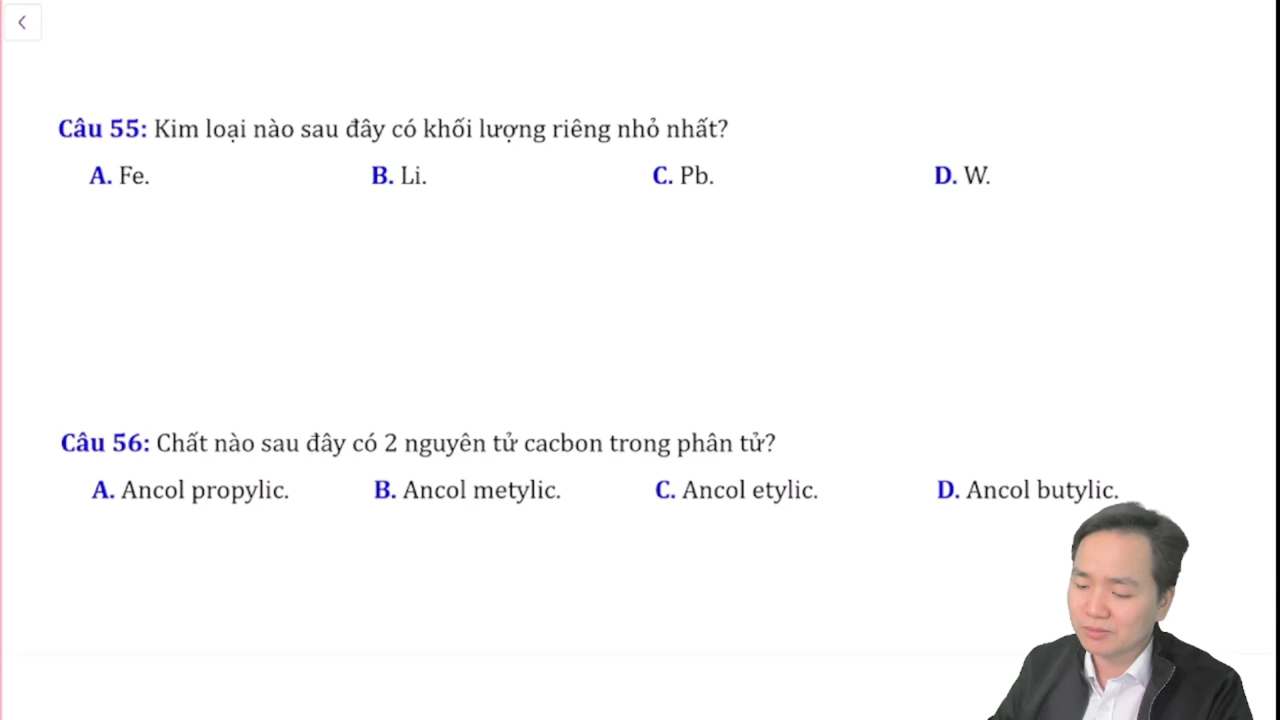 Câu 55: Kim loại nào sau đây có khối lượng riêng nhỏ nhất?
A. Fe. B. Li. C. Pb. D. W.
Câu 56: Chất nào sau đây có 2 nguyên tử cacbon trong phân tử?
A. Ancol propylic. B. Ancol metylic. C. Ancol etylic. D. Ancol butylic.